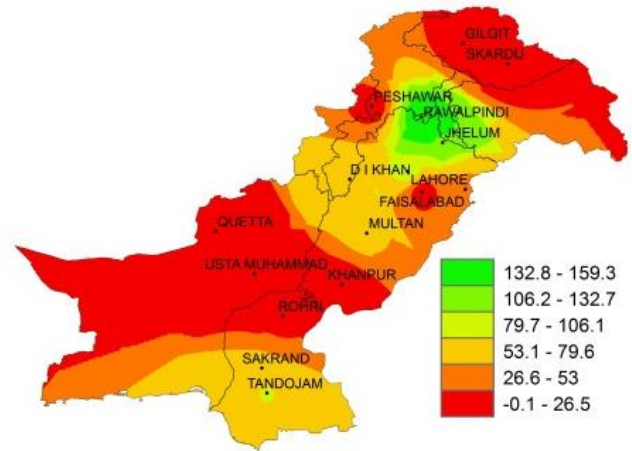 GILGIT
SKARDU
PESHAWAR
RAWALPINDI
JHELUM
D I KHAN
LAHORE
FAISALABAD
MULTAN
QUETTA
USTA MUHAMMAD
KHANPUR
ROHRI
SAKRAND
TANDOJAM
132.8 - 159.3
106.2 - 132.7
79.7 - 106.1
53.1 - 79.6
26.6 - 53
-0.1 - 26.5